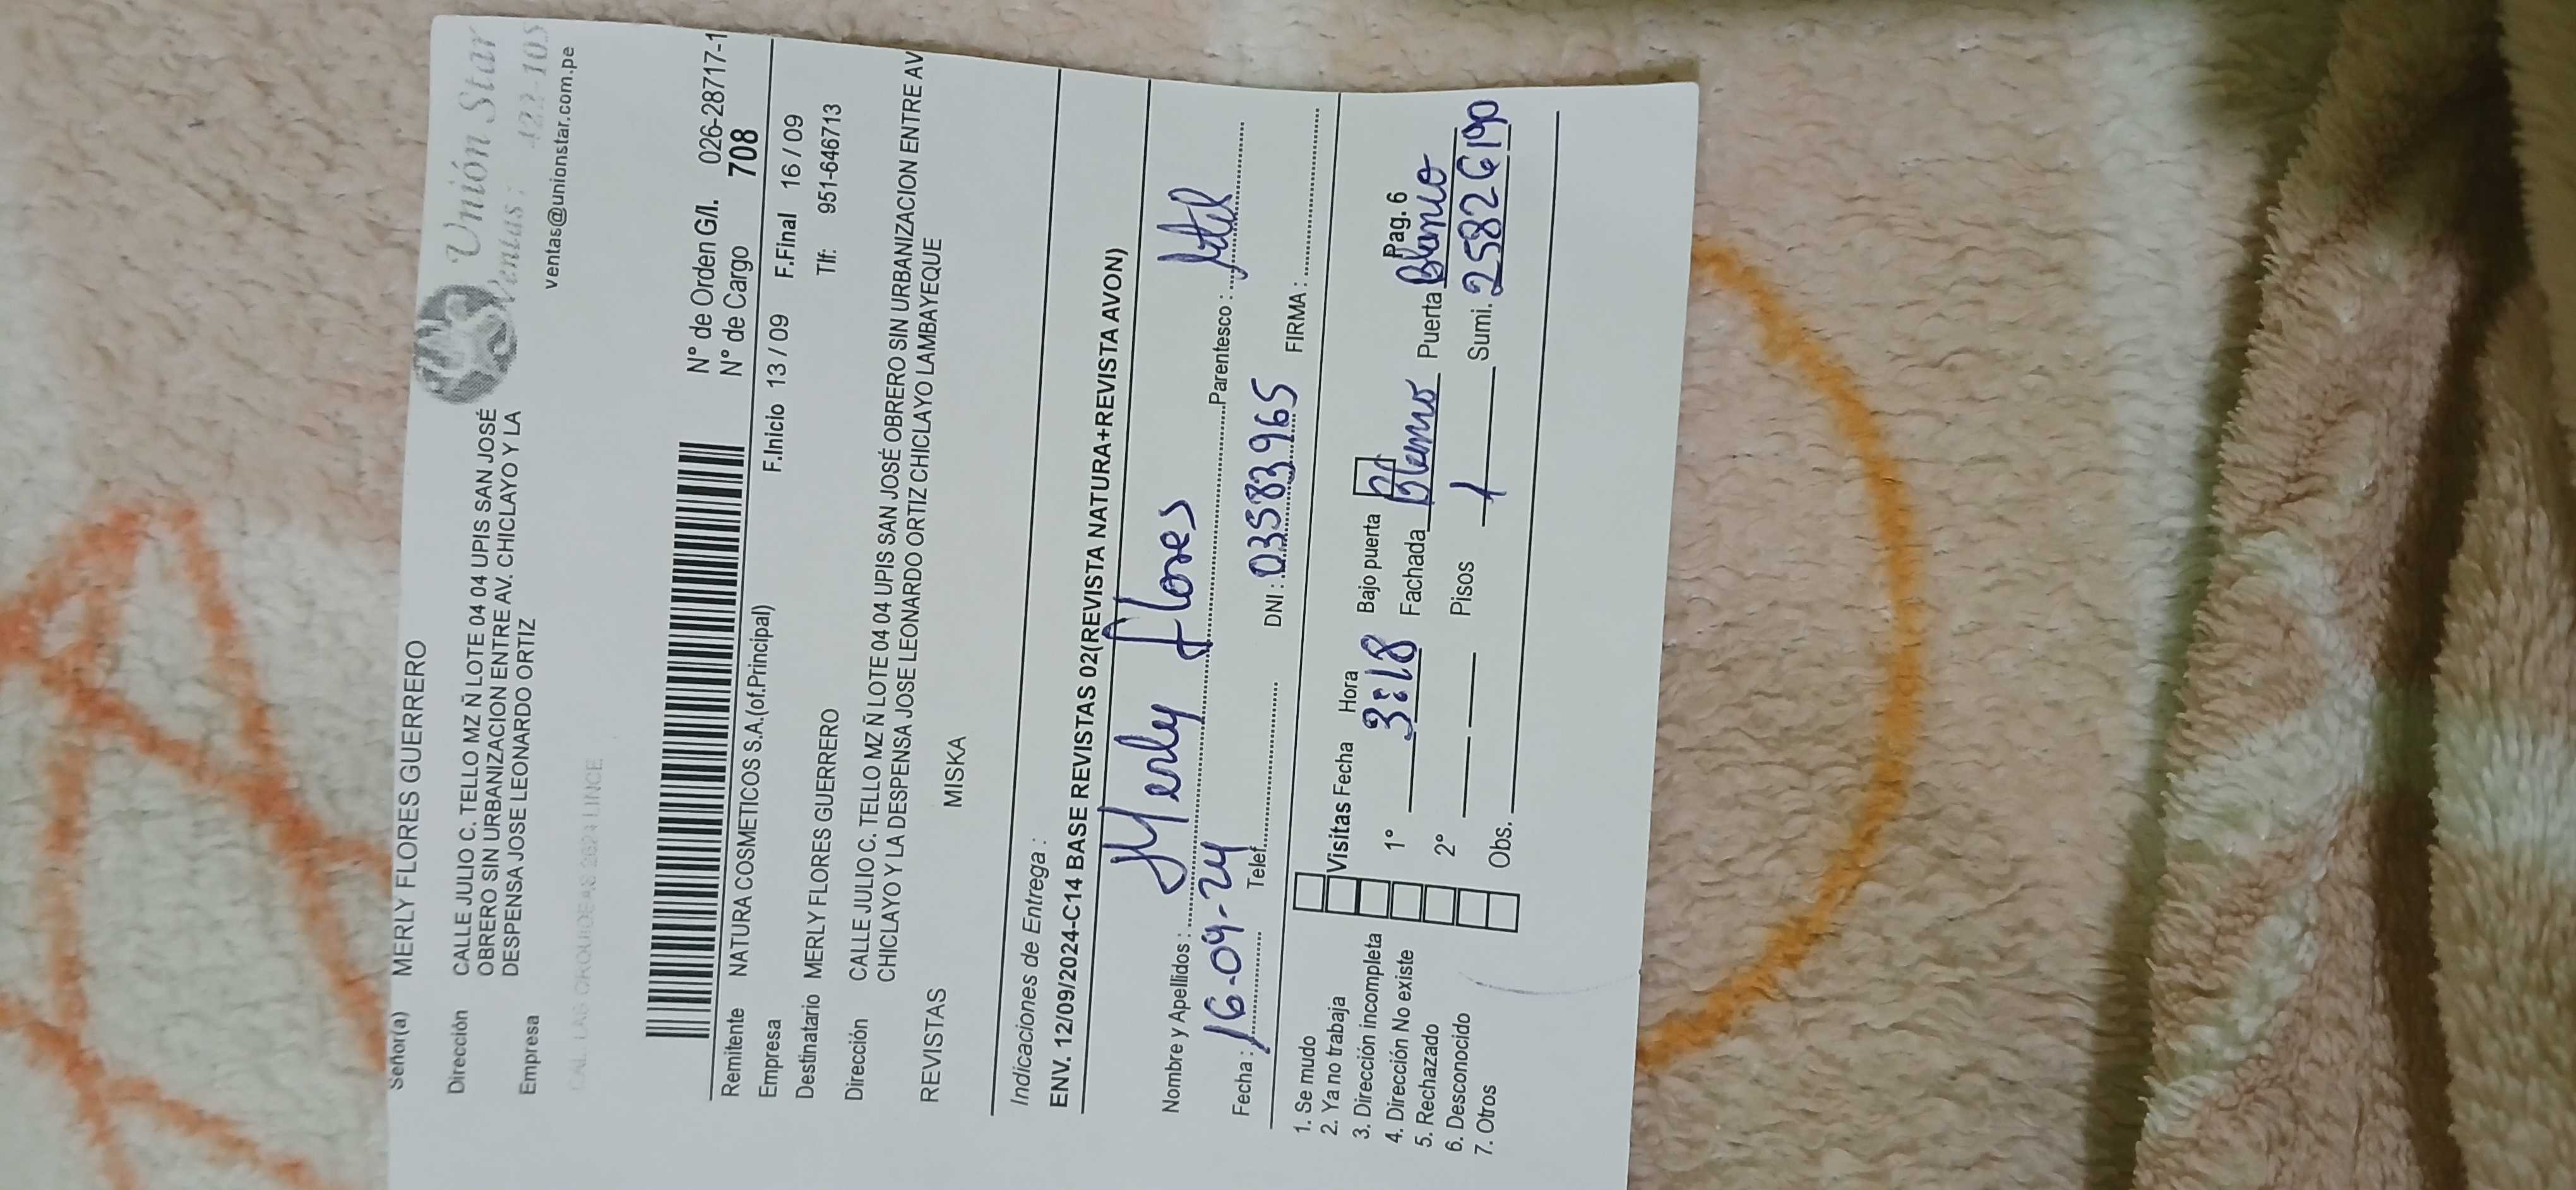 Señor(a) MERLY FLORES GUERRERO
Unión Star
Ventas: 422-105
ventas@unionstar.com.pe
Dirección CALLE JULIO C. TELLO MZ Ñ LOTE 04 04 UPIS SAN JOSÉ
OBRERO SIN URBANIZACION ENTRE AV. CHICLAYO Y LA
DESPENSA JOSE LEONARDO ORTIZ
Empresa
N° de Orden G/I. 026-28717-1
N° de Cargo 708
Remitente NATURA COSMETICOS S.A.(of.Principal)
F.Inicio 13 / 09 F.Final 16 / 09
Empresa
Tlf: 951-646713
Destinatario MERLY FLORES GUERRERO
Dirección CALLE JULIO C. TELLO MZ Ñ LOTE 04 04 UPIS SAN JOSÉ OBRERO SIN URBANIZACION ENTRE AV
CHICLAYO Y LA DESPENSA JOSE LEONARDO ORTIZ CHICLAYO LAMBAYEQUE
REVISTAS MISKA
Indicaciones de Entrega :
ENV. 12/09/2024-C14 BASE REVISTAS 02(REVISTA NATURA+REVISTA AVON)
Nombre y Apellidos : Merly Flores Parentesco :
Fecha : 16-09-24 Telef. DNI : 03583965 FIRMA :
1. Se mudo
2. Ya no trabaja
3. Dirección incompleta
4. Dirección No existe
5. Rechazado
6. Desconocido
7. Otros
Visitas Fecha Hora Bajo puerta Pag. 6
1° 3:18 Fachada Blanco Puerta Blanco
2° Pisos 1 Sumi. 25826190
Obs.